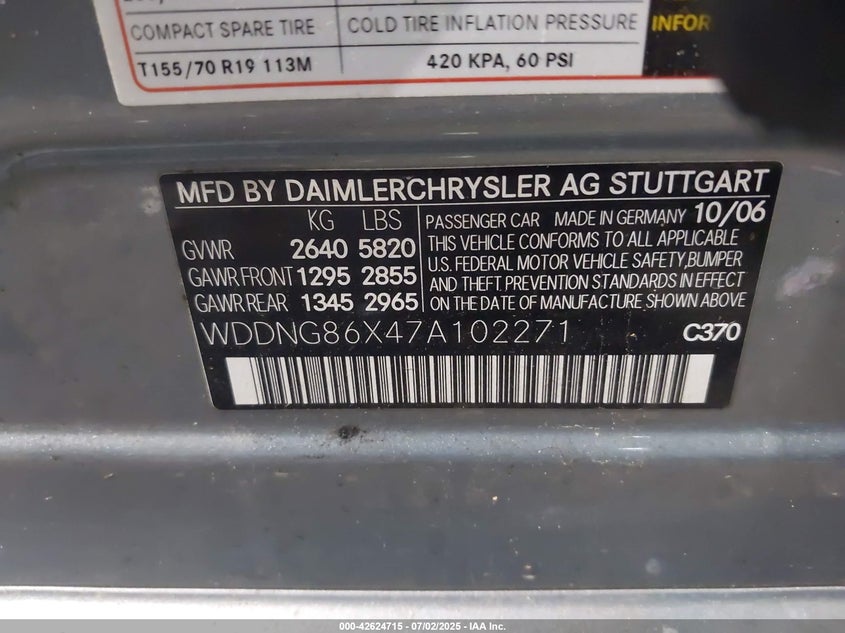 COMPACT SPARE TIRE COLD TIRE INFLATION PRESSURE INFOR
T155/70 R19 113M 420 KPA, 60 PSI
MFD BY DAIMLERCHRYSLER AG STUTTGART
KG LBS PASSENGER CAR MADE IN GERMANY 10/06
GVWR 2640 5820 THIS VEHICLE CONFORMS TO ALL APPLICABLE
U.S. FEDERAL MOTOR VEHICLE SAFETY, BUMPER
GAWR FRONT 1295 2855 AND THEFT PREVENTION STANDARDS IN EFFECT
GAWR REAR 1345 2965 ON THE DATE OF MANUFACTURE SHOWN ABOVE
WDDNG86X47A102271 C370
000-42624715 - 07/02/2025 - IAA Inc.